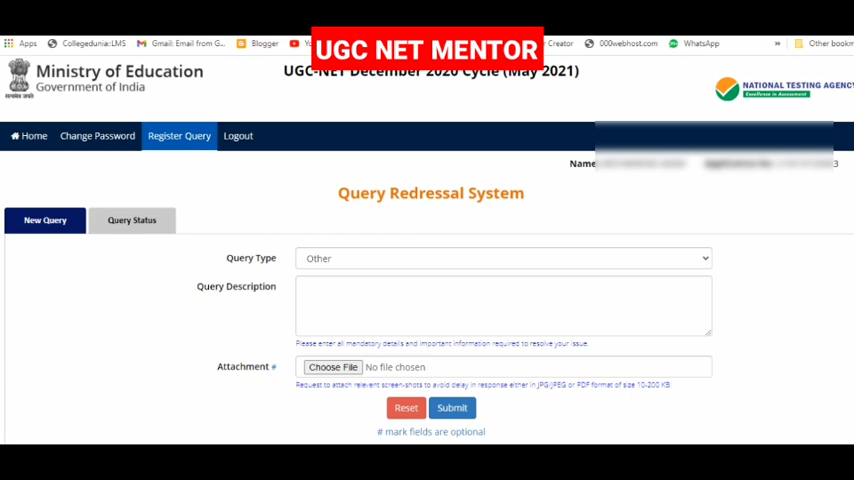 UGC NET MENTOR
Apps Collegedunia:LMS Gmail: Email from G... Blogger Creator 000webhost.com WhatsApp » Other bookm
Ministry of Education
Government of India
सत्यमेव जयते
UGC-NET December 2020 Cycle (May 2021)
NATIONAL TESTING AGENCY
Excellence in Assessment
Home Change Password Register Query Logout
Name
3
Query Redressal System
New Query Query Status
Query Type Other
Query Description
Please enter all mandatory details and important information required to resolve your issue.
Attachment # Choose File No file chosen
Request to attach relevent screen-shots to avoid delay in response either in JPG/JPEG or PDF format of size 10-200 KB.
Reset Submit
# mark fields are optional